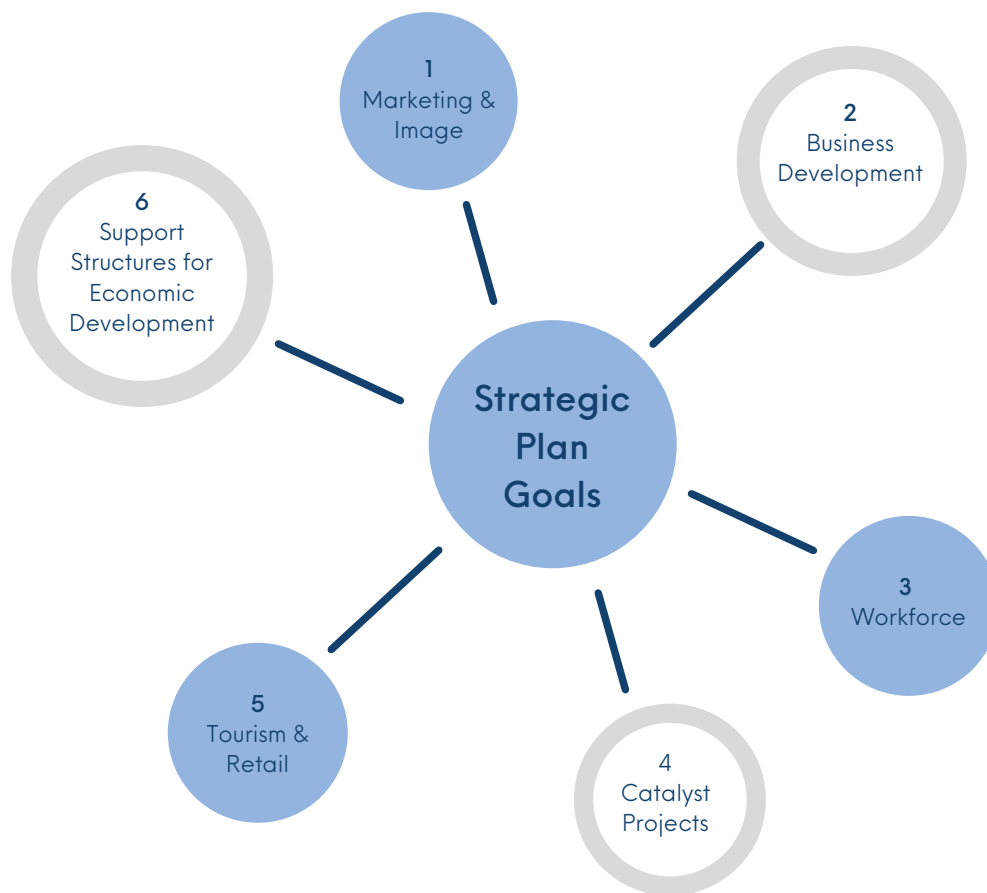 Strategic
Plan
Goals
1
Marketing &
Image
2
Business
Development
3
Workforce
4
Catalyst
Projects
5
Tourism &
Retail
6
Support
Structures for
Economic
Development